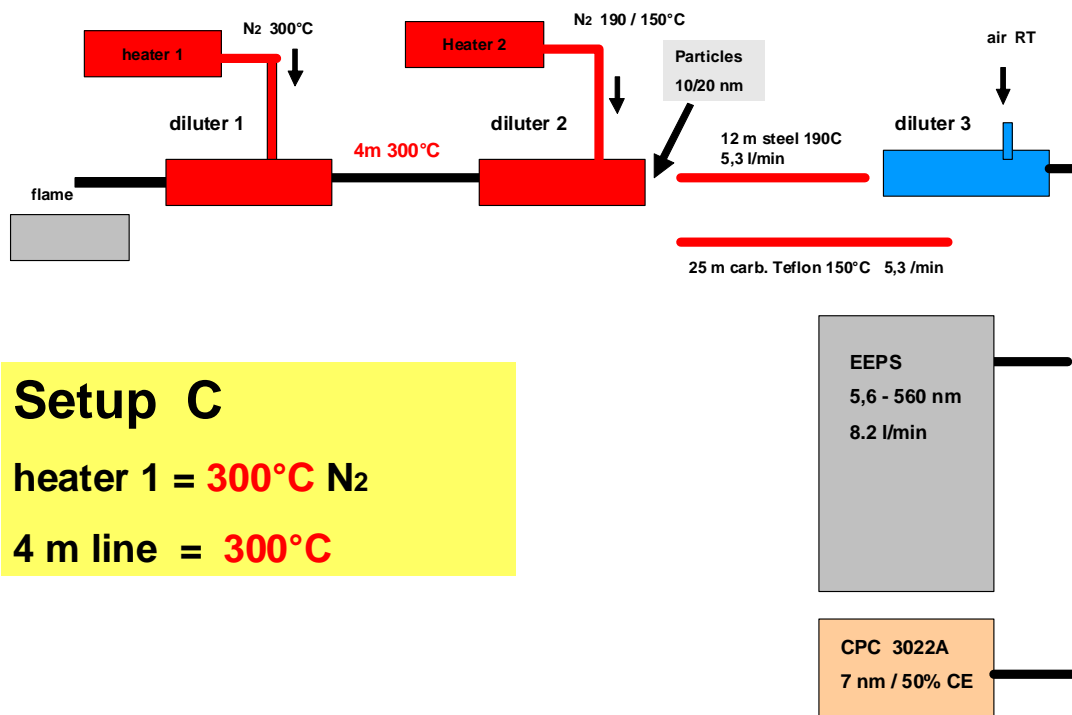 N2 300°C
heater 1
N2 190 / 150°C
Heater 2
Particles
10/20 nm
air RT
diluter 1
diluter 2
diluter 3
4m 300°C
12 m steel 190C
5,3 l/min
flame
25 m carb. Teflon 150°C 5,3 /min
EEPS
5,6 - 560 nm
8.2 l/min
Setup C
heater 1 = 300°C N2
4 m line = 300°C
CPC 3022A
7 nm / 50% CE